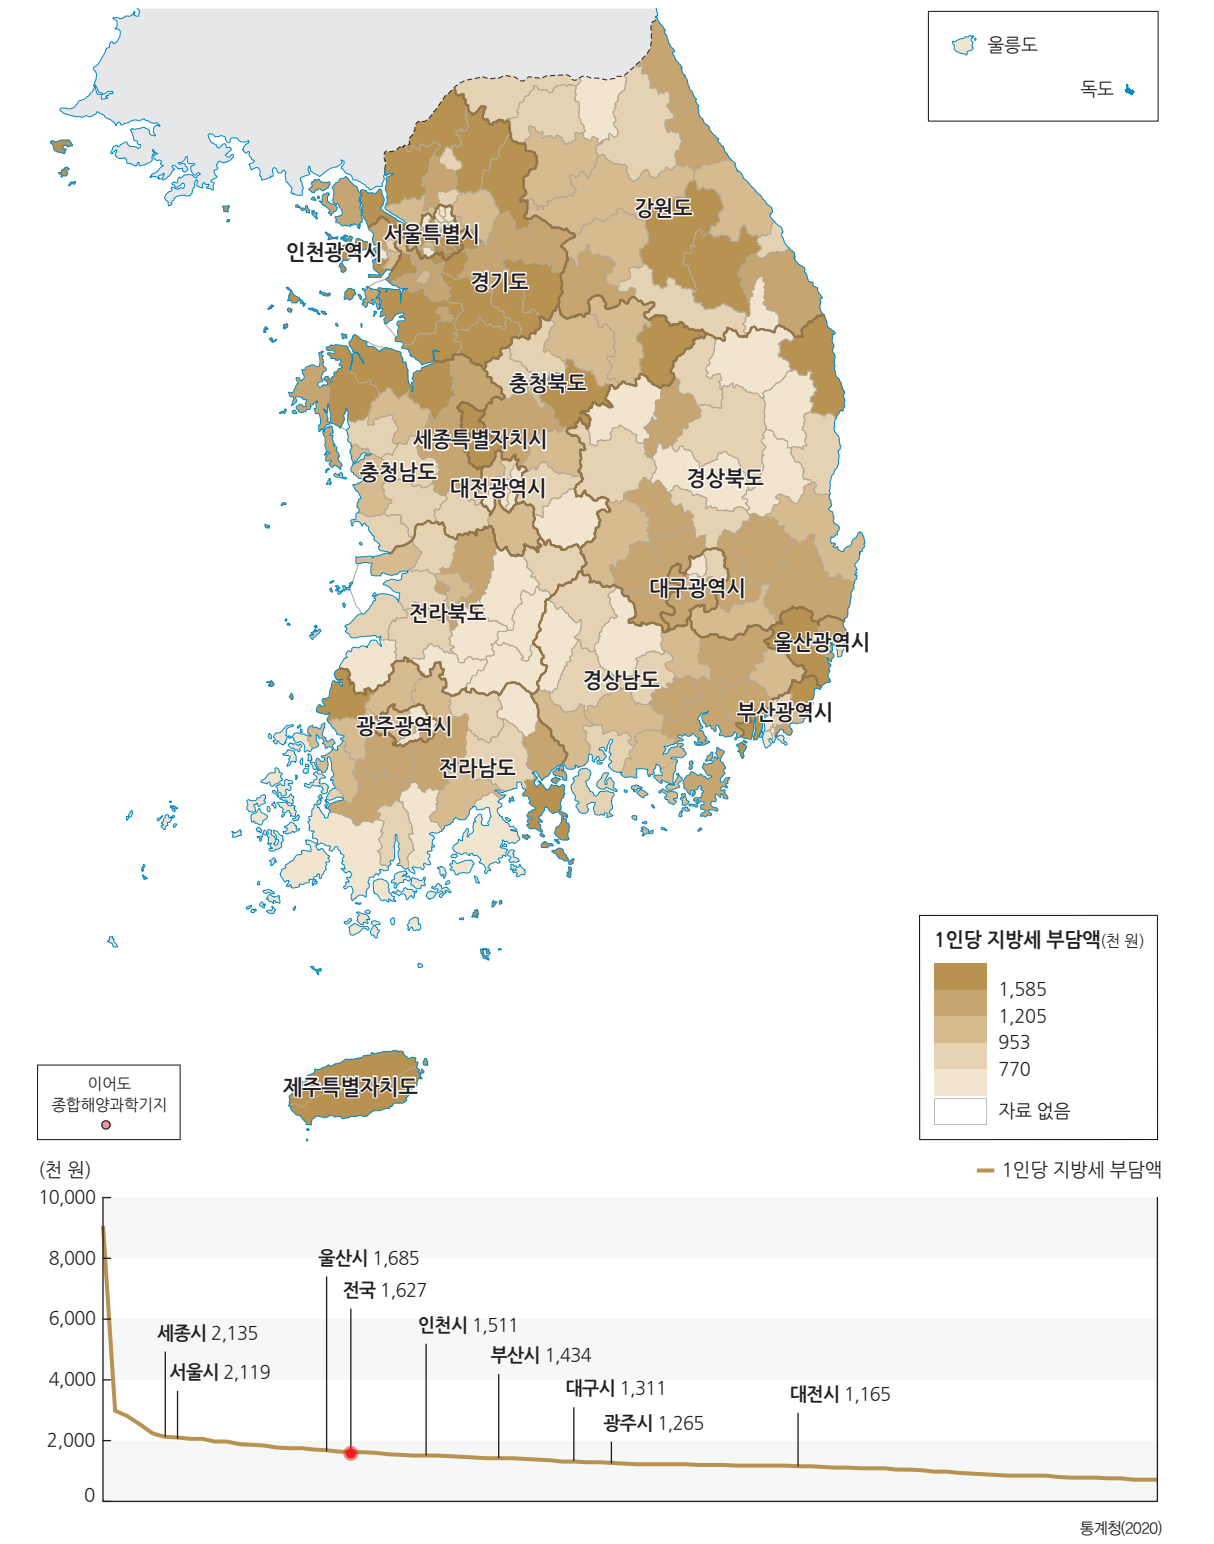 울릉도
독도
강원도
서울특별시
인천광역시
경기도
충청북도
세종특별자치시
충청남도
대전광역시
경상북도
대구광역시
전라북도
울산광역시
경상남도
부산광역시
광주광역시
전라남도
제주특별자치도
1인당 지방세 부담액(천 원)
1,585
1,205
953
770
자료 없음
이어도
종합해양과학기지
(천 원)
1인당 지방세 부담액
10,000
8,000
6,000
4,000
2,000
0
울산시 1,685
전국 1,627
인천시 1,511
세종시 2,135
부산시 1,434
서울시 2,119
대구시 1,311
대전시 1,165
광주시 1,265
통계청(2020)